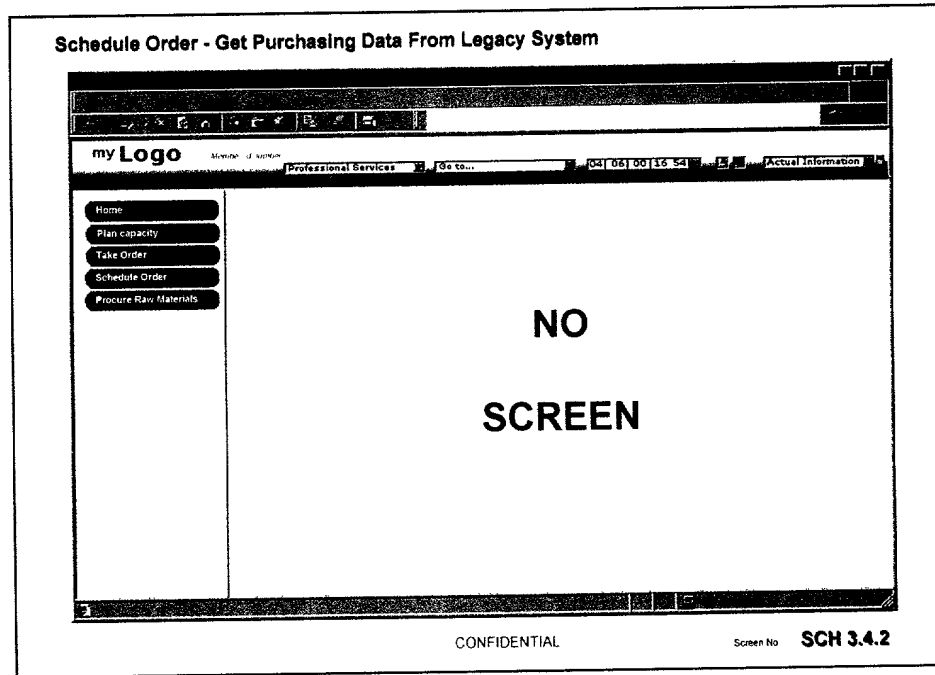 Schedule Order - Get Purchasing Data From Legacy System
my Logo
Professional Services Go to... 04 06 00 16 54 Actual Information
Home
Plan capacity
Take Order
Schedule Order
Procure Raw Materials
NO
SCREEN
CONFIDENTIAL Screen No SCH 3.4.2